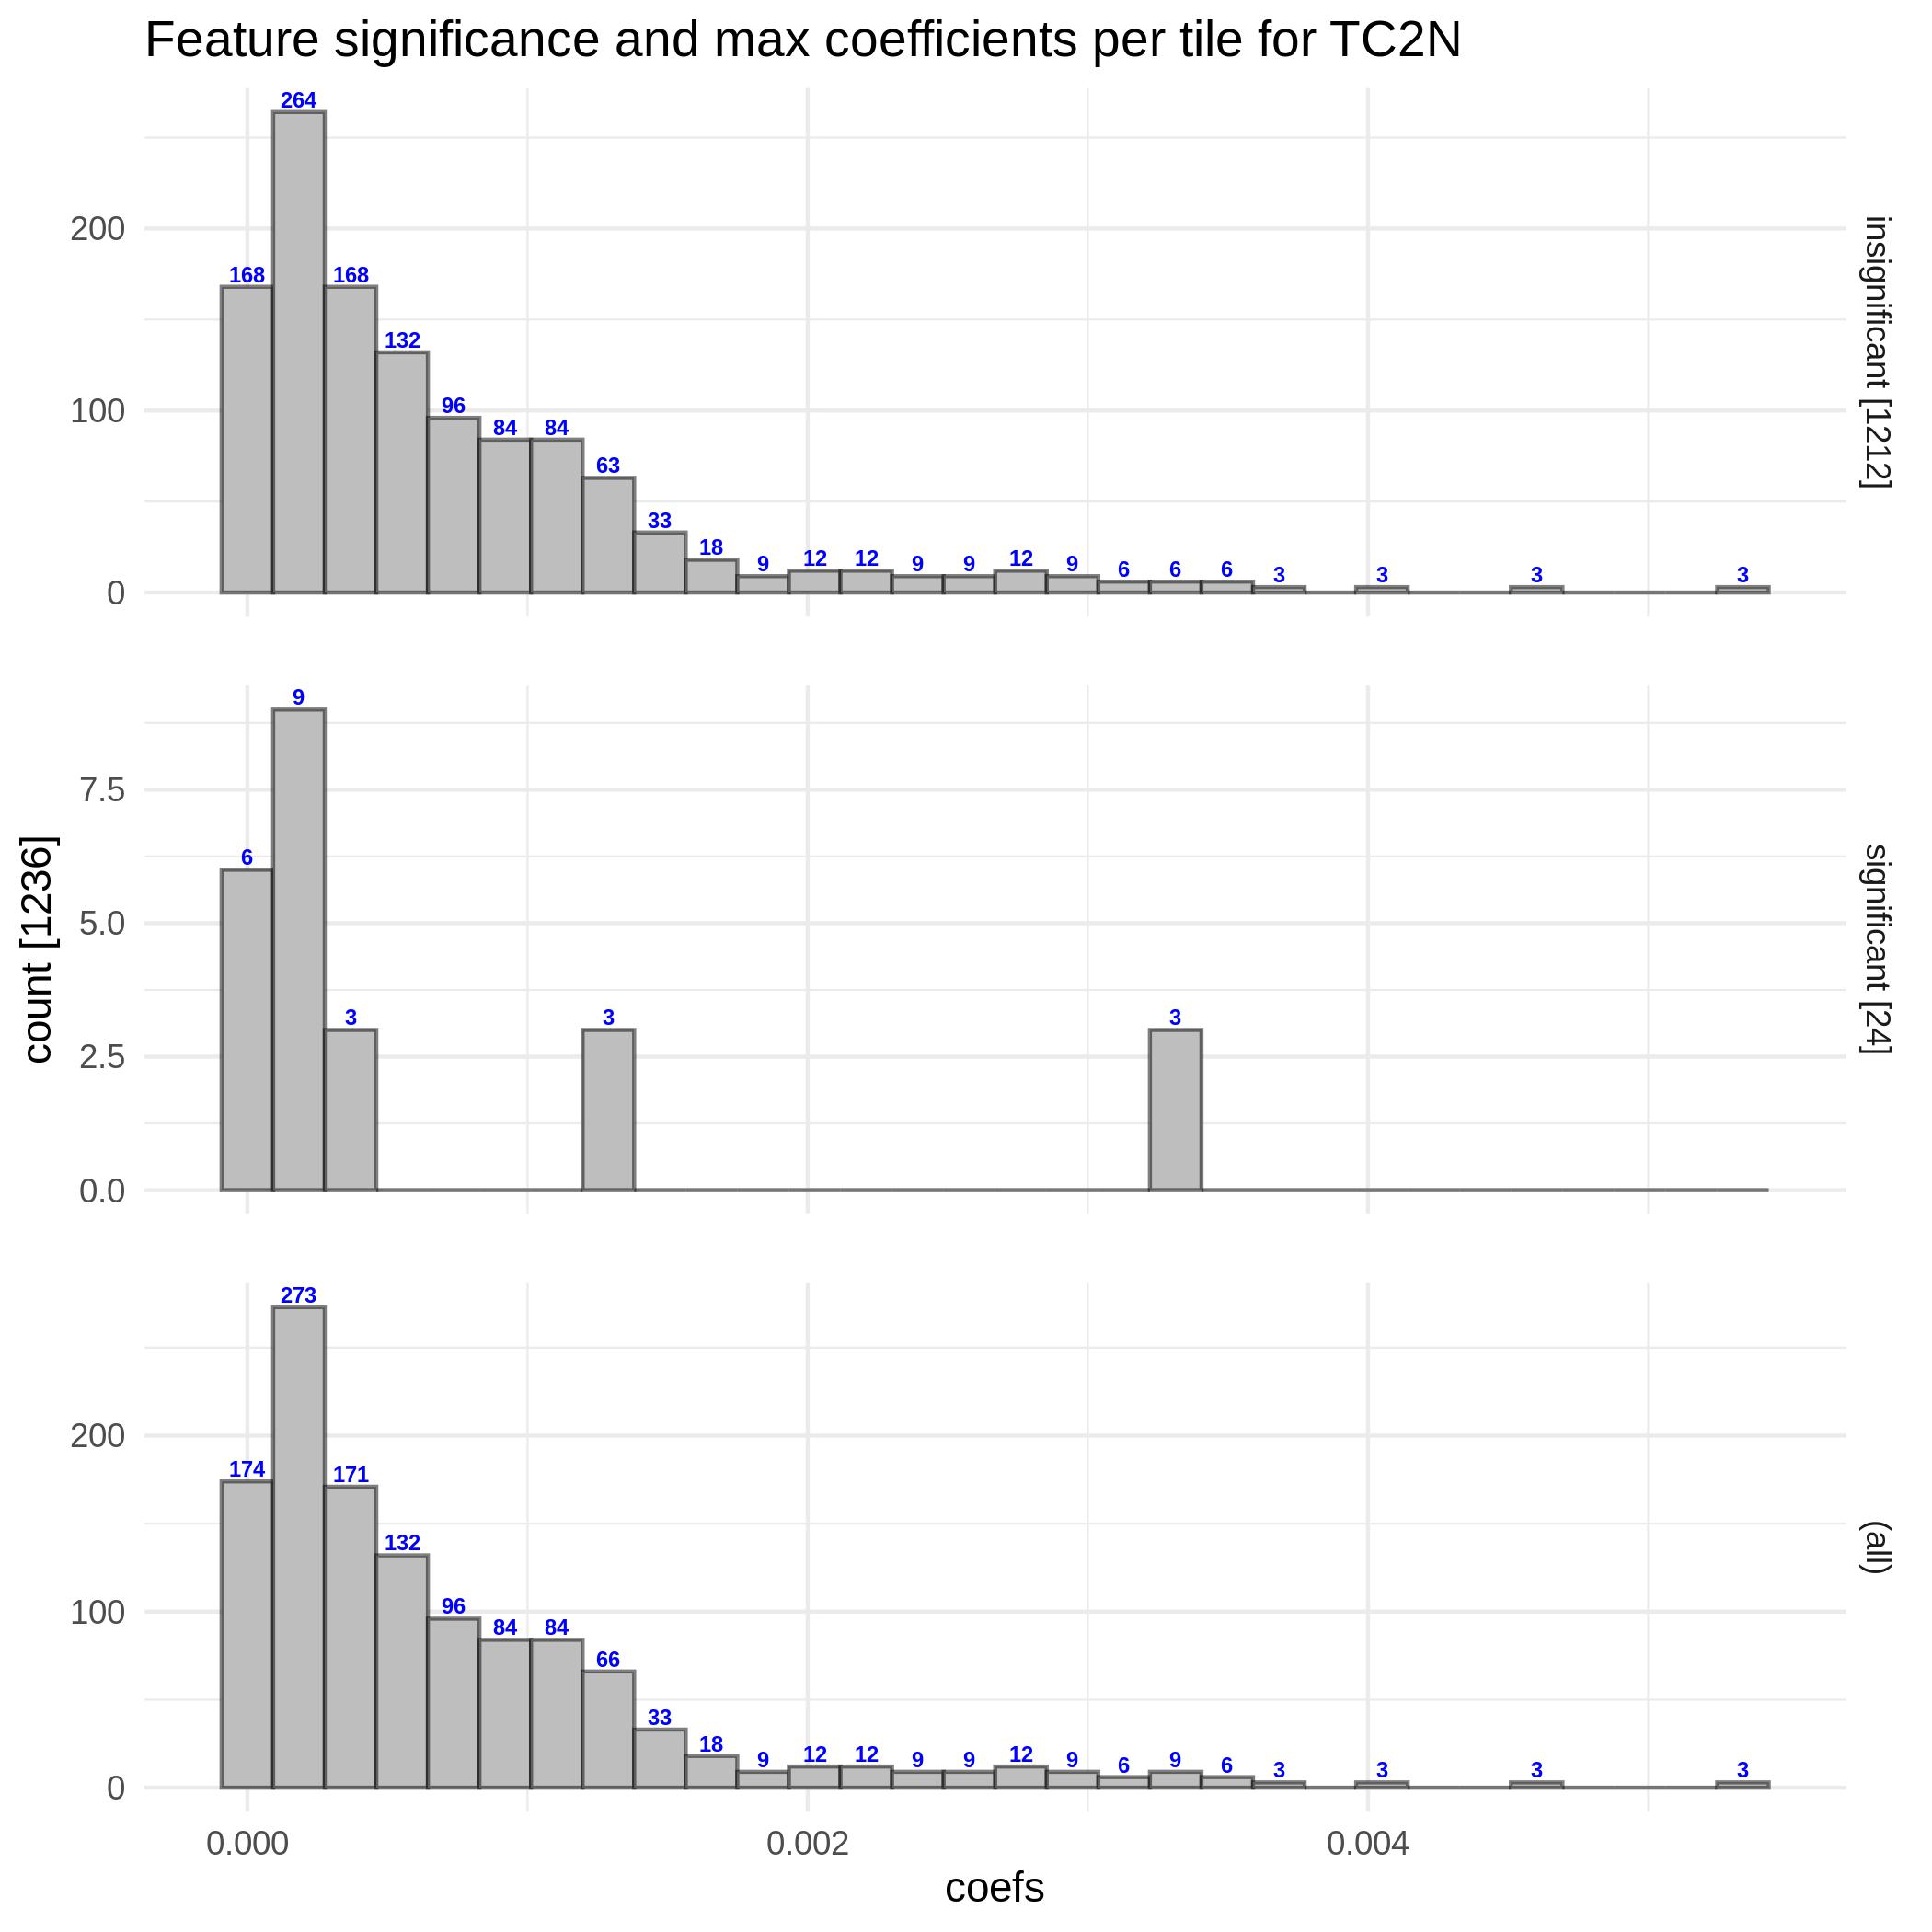 Feature significance and max coefficients per tile for TC2N
264
168 168
132
96
84 84
63
33
18
9 12 12 9 9 12 9 6 6 6 3 3 3 3
200
100
0
insignificant [1212]
9
6
3 3 3
7.5
5.0
2.5
0.0
count [1236]
significant [24]
273
174 171
132
96
84 84
66
33
18
9 12 12 9 9 12 9 6 9 6 3 3 3 3
200
100
0
(all)
0.000 0.002 0.004
coefs